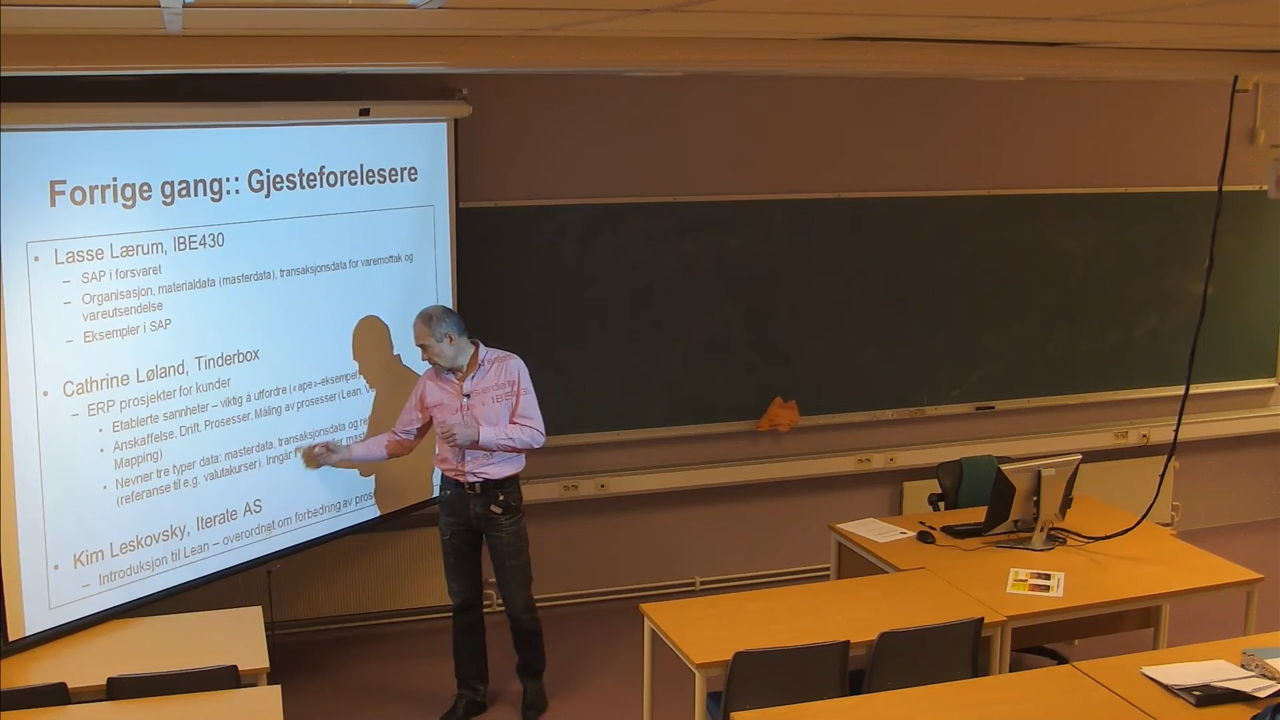 Forrige gang:: Gjesteforelesere
• Lasse Lærum, IBE430
– SAP i forsvaret
– Organisasjon, materialdata (masterdata), transaksjonsdata for varemottak og
vareutsendelse
– Eksempler i SAP
• Cathrine Løland, Tinderbox
– ERP prosjekter for kunder
• Etablerte sannheter – viktig å utfordre («ape»-eksempel)
• Anskaffelse, Drift, Prosesser, Måling av prosesser (Lean,
Mapping)
• Nevner tre typer data: masterdata, transaksjonsdata og
(referanse til e.g. valutakurser). Inngår
• Kim Leskovsky, Iterate AS
– Introduksjon til Lean – overordnet om forbedring av